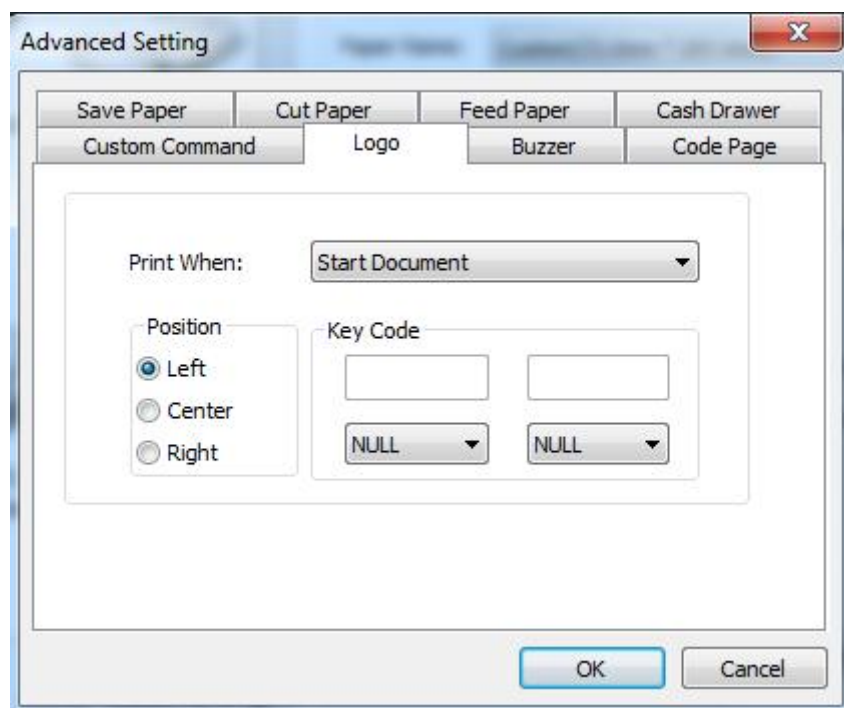 Advanced Setting
Save Paper Cut Paper Feed Paper Cash Drawer
Custom Command Logo Buzzer Code Page
Print When: Start Document
Position Key Code
Left
Center
Right NULL NULL
OK Cancel